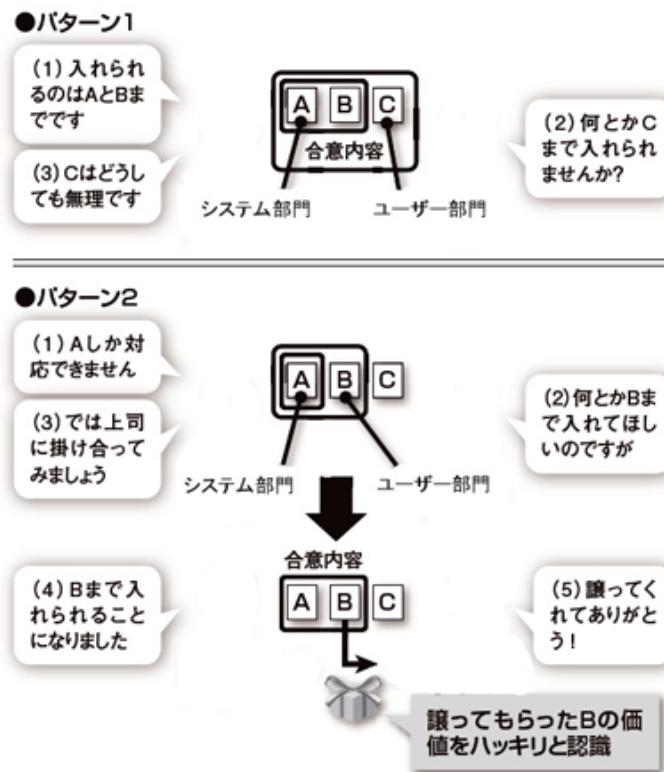 ●パターン1
(1)入れられ
るのはAとBま
でです
A B C
合意内容
(2)何とかC
まで入れられ
ませんか?
(3)Cはどうし
ても無理です
システム部門 ユーザー部門
●パターン2
(1)Aしか対
応できません
A B C
(2)何とかBま
で入れてほし
いのですが
(3)では上司
に掛け合って
みましょう
システム部門 ユーザー部門
合意内容
A B C
(4)Bまで入
れられること
になりました
(5)譲ってく
れてありがと
う!
譲ってもらったBの価
値をハッキリと認識